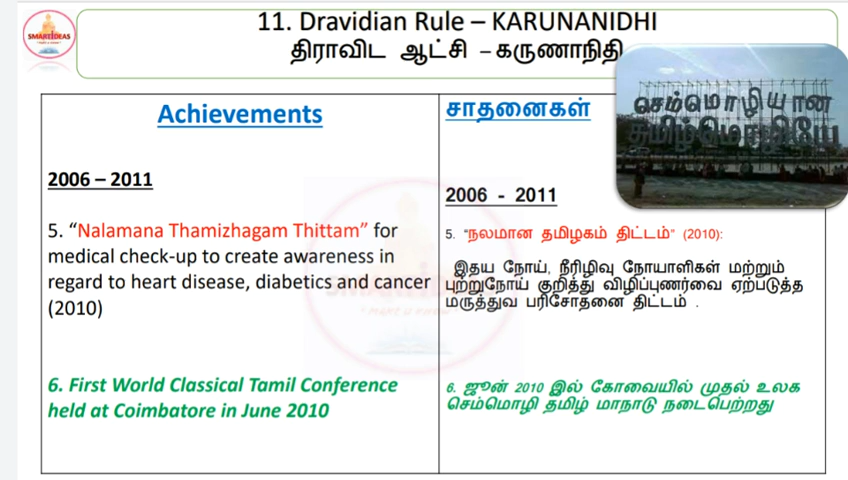 SMARTIDEAS
11. Dravidian Rule – KARUNANIDHI
திராவிட ஆட்சி – கருணாநிதி
செம்மொழியான
தமிழ்மொழியே
Achievements
2006 – 2011
5. “Nalamana Thamizhagam Thittam” for
medical check-up to create awareness in
regard to heart disease, diabetics and cancer
(2010)
6. First World Classical Tamil Conference
held at Coimbatore in June 2010
சாதனைகள்
2006 - 2011
5. "நலமான தமிழகம் திட்டம்" (2010):
இதய நோய், நீரிழிவு நோயாளிகள் மற்றும்
புற்றுநோய் குறித்து விழிப்புணர்வை ஏற்படுத்த
மருத்துவ பரிசோதனை திட்டம் .
6. ஜூன் 2010 இல் கோவையில் முதல் உலக
செம்மொழி தமிழ் மாநாடு நடைபெற்றது